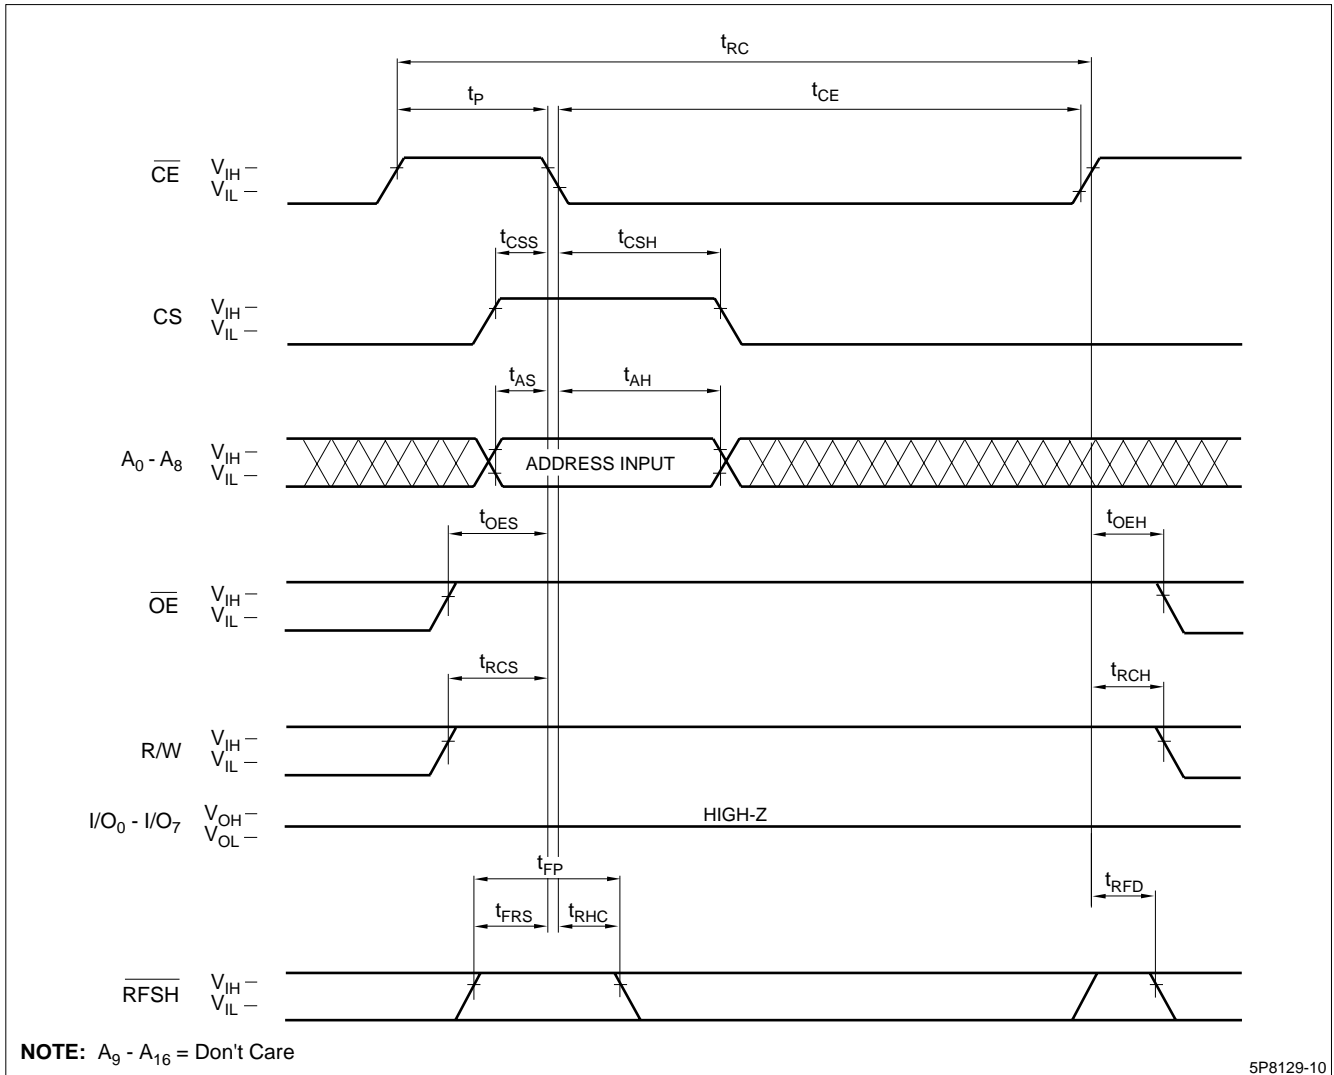 tRC
tP
tCE
CE
VIH
VIL
tCSS
tCSH
CS
VIH
VIL
tAS
tAH
A0 - A8
VIH
VIL
ADDRESS INPUT
tOES
tOEH
OE
VIH
VIL
tRCS
tRCH
R/W
VIH
VIL
I/O0 - I/O7
VOH
VOL
HIGH-Z
tFP
tRFD
tFRS
tRHC
RFSH
VIH
VIL
NOTE: A9 - A16 = Don't Care
5P8129-10